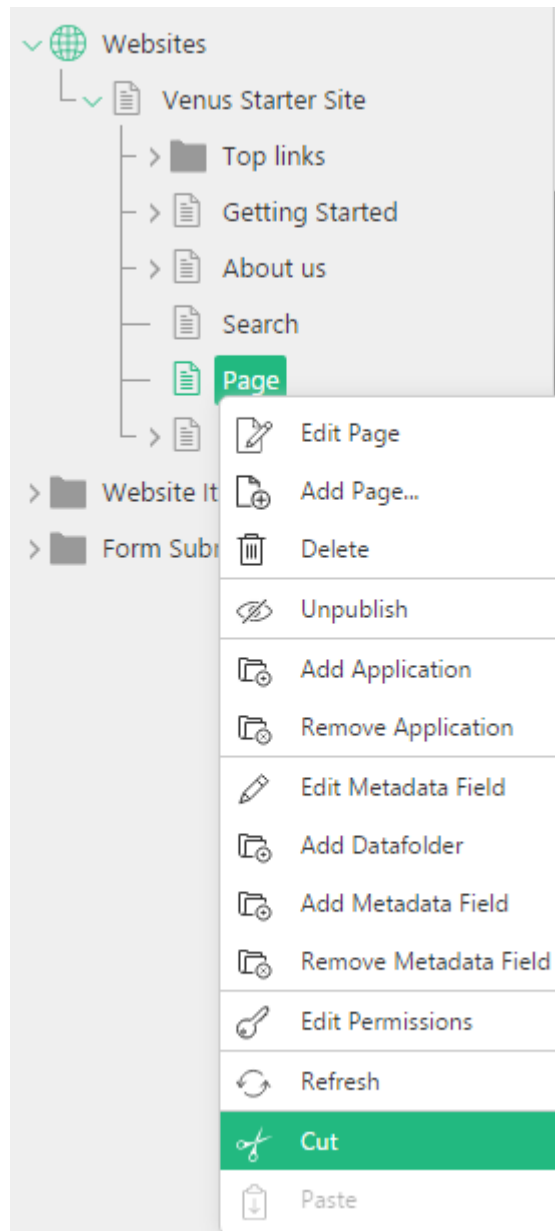 Websites
Venus Starter Site
Top links
Getting Started
About us
Search
Page
Edit Page
Website It
Add Page...
Form Subr
Delete
Unpublish
Add Application
Remove Application
Edit Metadata Field
Add Datafolder
Add Metadata Field
Remove Metadata Field
Edit Permissions
Refresh
Cut
Paste